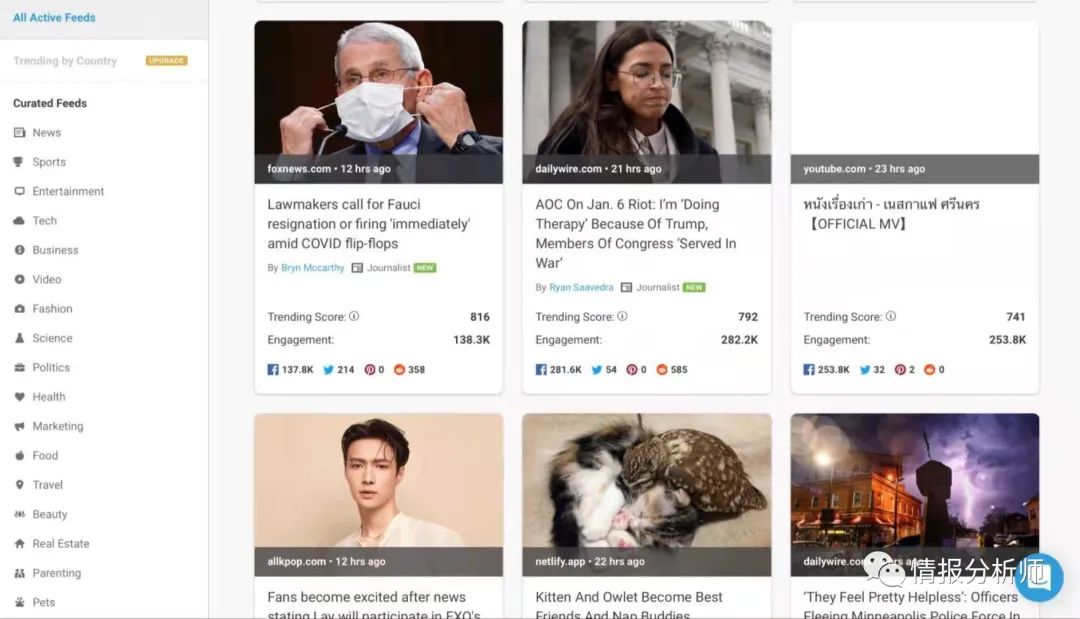 All Active Feeds
Trending by Country
UPGRADE
Curated Feeds
News
Sports
Entertainment
Tech
Business
Video
Fashion
Science
Politics
Health
Marketing
Food
Travel
Beauty
Real Estate
Parenting
Pets
foxnews.com • 12 hrs ago
Lawmakers call for Fauci
resignation or firing 'immediately'
amid COVID flip-flops
By Bryn Mccarthy Journalist NEW
Trending Score: 816
Engagement: 138.3K
137.8K 214 0 358
dailywire.com • 21 hrs ago
AOC On Jan. 6 Riot: I'm 'Doing
Therapy' Because Of Trump,
Members Of Congress 'Served In
War'
By Ryan Saavedra Journalist NEW
Trending Score: 792
Engagement: 282.2K
281.6K 54 0 585
youtube.com • 23 hrs ago
หนังเรื่องเก่า - เนสกาแฟ ศรีนคร
【OFFICIAL MV】
Trending Score: 741
Engagement: 253.8K
253.8K 32 2 0
allkpop.com • 12 hrs ago
Fans become excited after news
stating Lay will participate in EXO's
netlify.app • 22 hrs ago
Kitten And Owlet Become Best
Friends And Nap Buddies
dailywire.com
'They Feel Pretty Helpless': Officers
Fleeing Minneapolis Police Force In
情报分析师